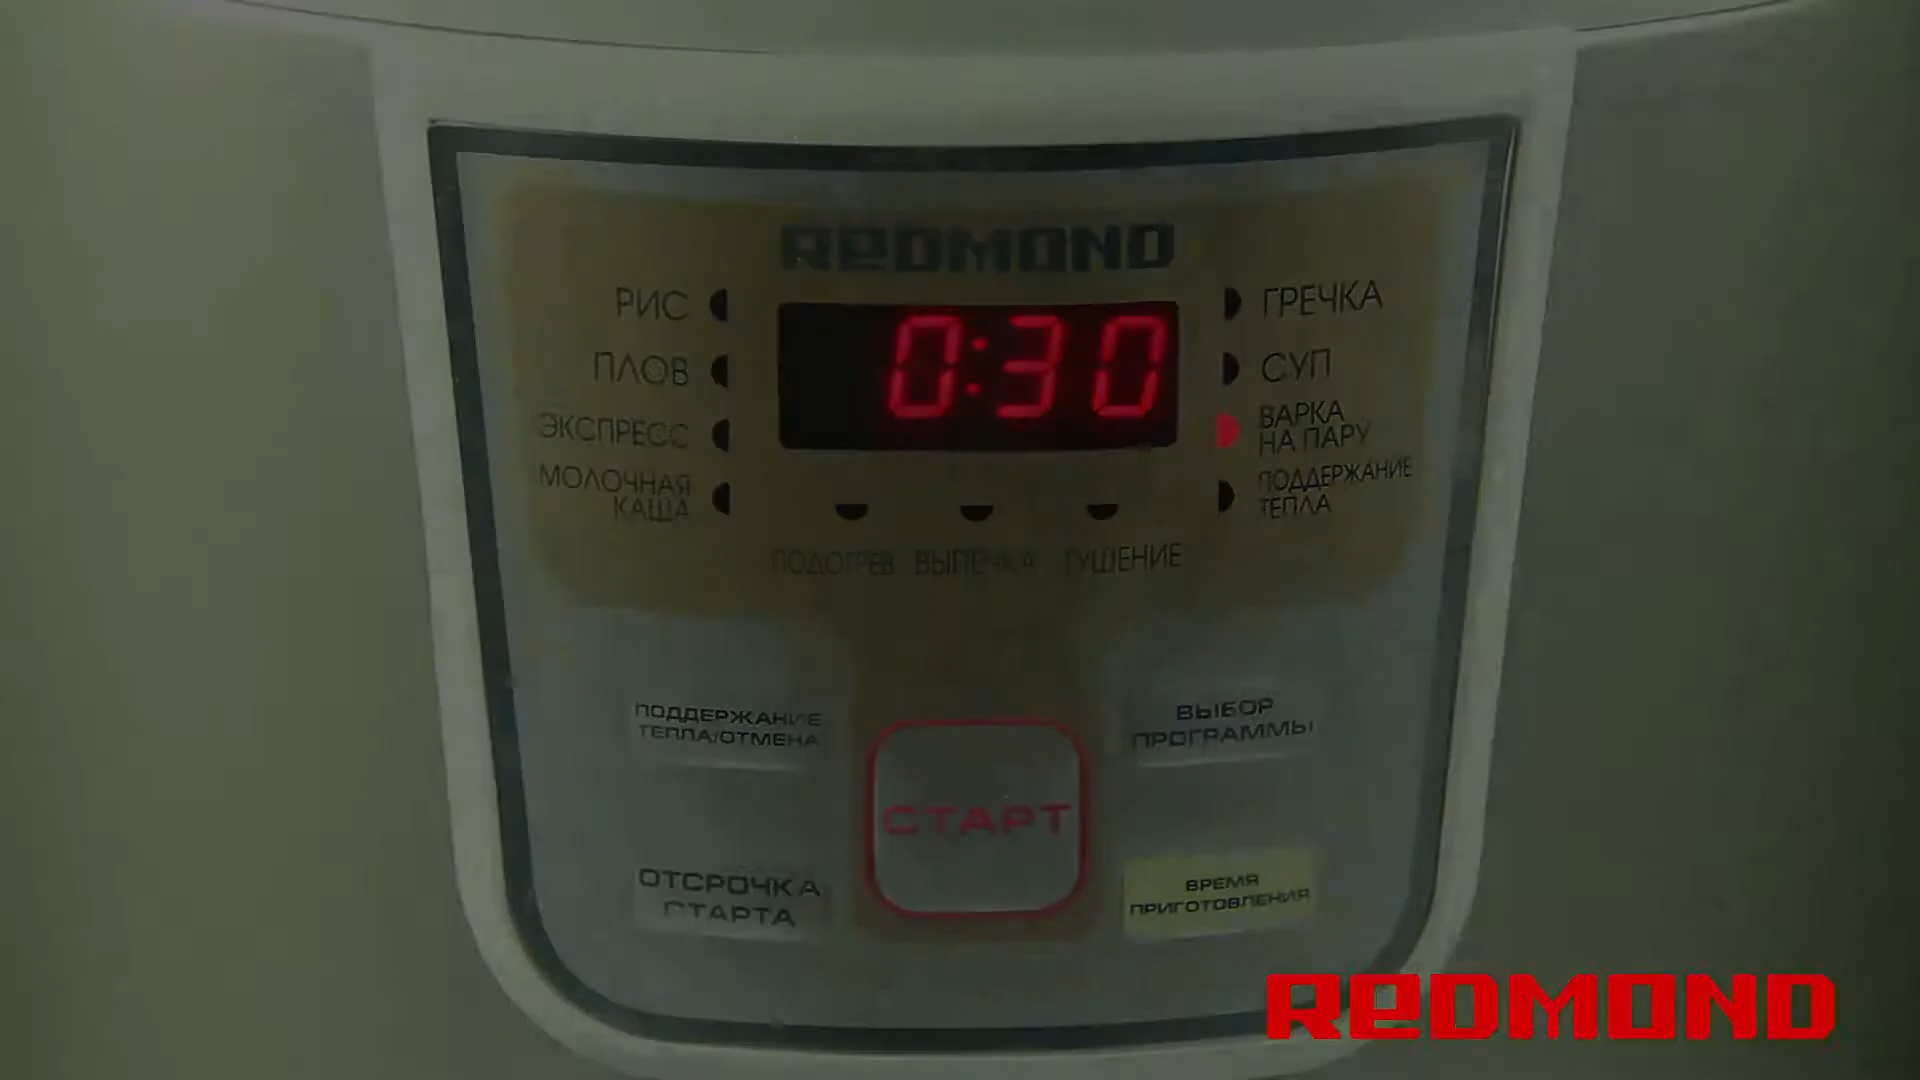 REDMOND
РИС
ПЛОВ
ЭКСПРЕСС
МОЛОЧНАЯ
КАША
0:30
ГРЕЧКА
СУП
ВАРКА
НА ПАРУ
ПОДДЕРЖАНИЕ
ТЕПЛА
ПОДОГРЕВ ВЫПЕЧКА ТУШЕНИЕ
ПОДДЕРЖАНИЕ
ТЕПЛА/ОТМЕНА
ВЫБОР
ПРОГРАММЫ
СТАРТ
ОТСРОЧКА
СТАРТА
ВРЕМЯ
ПРИГОТОВЛЕНИЯ
REDMOND